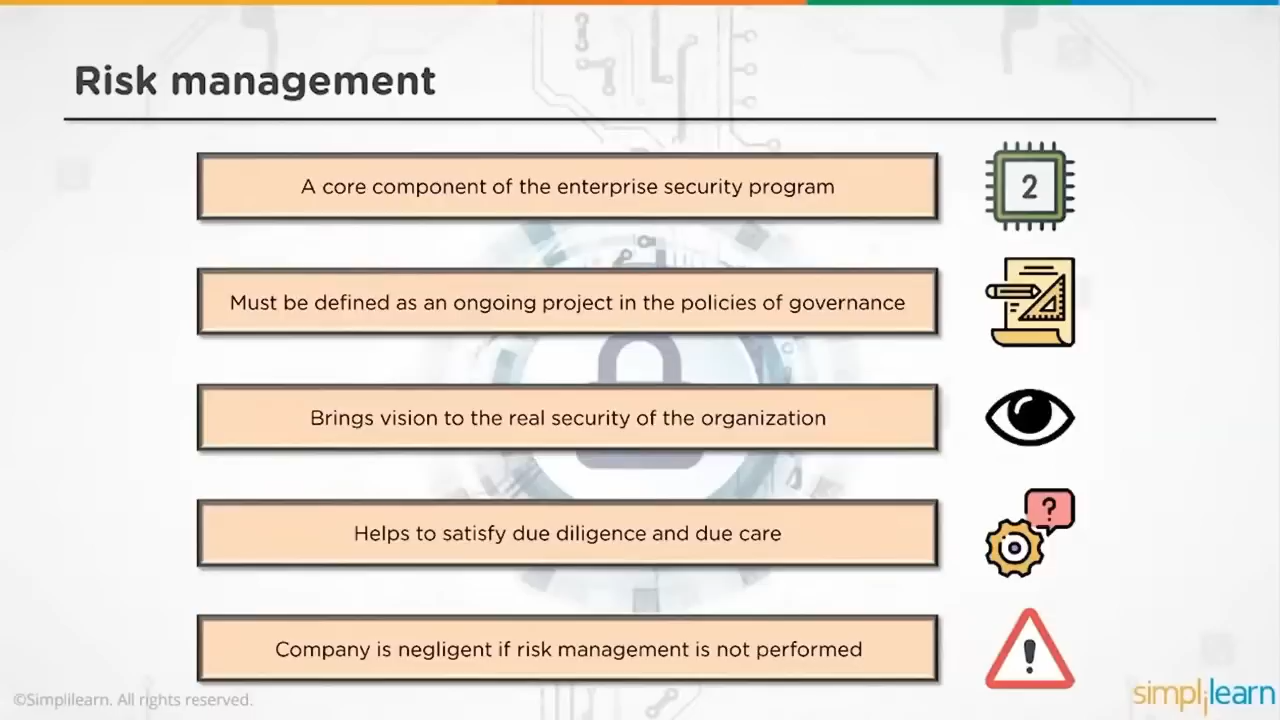 Risk management
A core component of the enterprise security program
2
Must be defined as an ongoing project in the policies of governance
Brings vision to the real security of the organization
?
Helps to satisfy due diligence and due care
Company is negligent if risk management is not performed
!
©Simplilearn. All rights reserved.
simplilearn